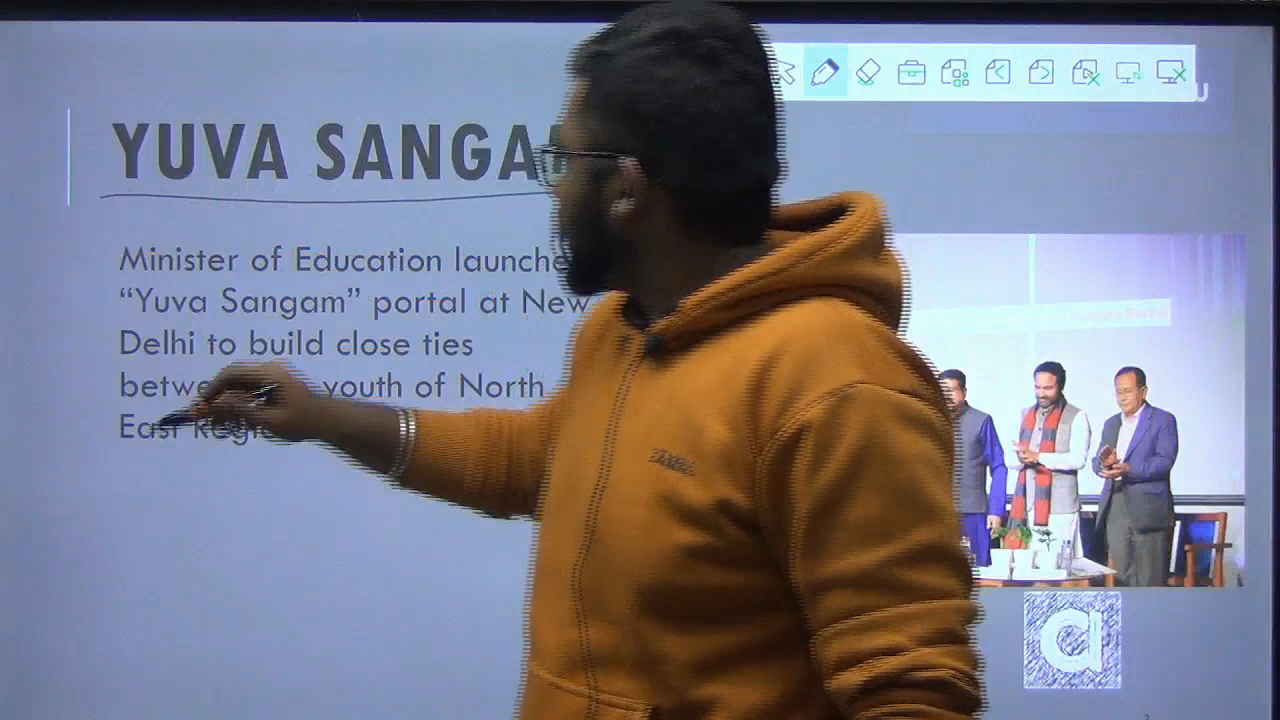 YUVA SANGA
Minister of Education launche
“Yuva Sangam” portal at New
Delhi to build close ties
youth of North
East